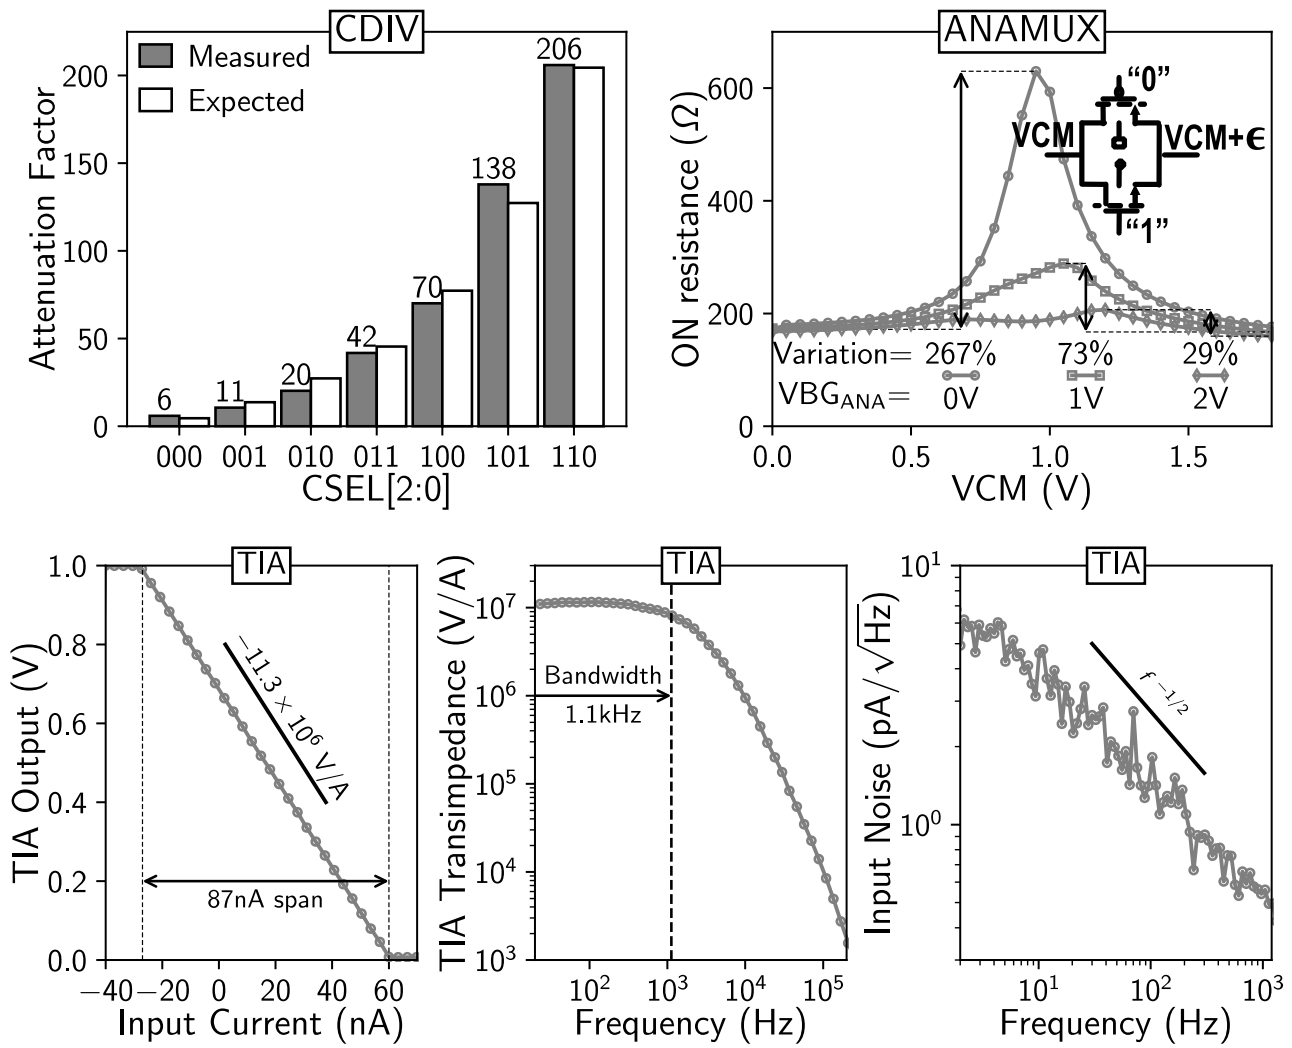 CDIV
Measured
Expected
Attenuation Factor
200
150
100
50
0
6
11
20
42
70
138
206
000 001 010 011 100 101 110
CSEL[2:0]
ANAMUX
ON resistance (Ω)
600
400
200
0
“0”
VCM
VCM+ϵ
“1”
Variation= 267% 73% 29%
VBG_ANA= 0V 1V 2V
0.0 0.5 1.0 1.5
VCM (V)
TIA
TIA Output (V)
1.0
0.8
0.6
0.4
0.2
0.0
−11.3 × 10⁶ V/A
87nA span
−40 −20 0 20 40 60
Input Current (nA)
TIA
TIA Transimpedance (V/A)
10⁷
10⁶
10⁵
10⁴
10³
Bandwidth
1.1kHz
10² 10³ 10⁴ 10⁵
Frequency (Hz)
TIA
Input Noise (pA/√Hz)
10¹
10⁰
f −1/2
10¹ 10² 10³
Frequency (Hz)